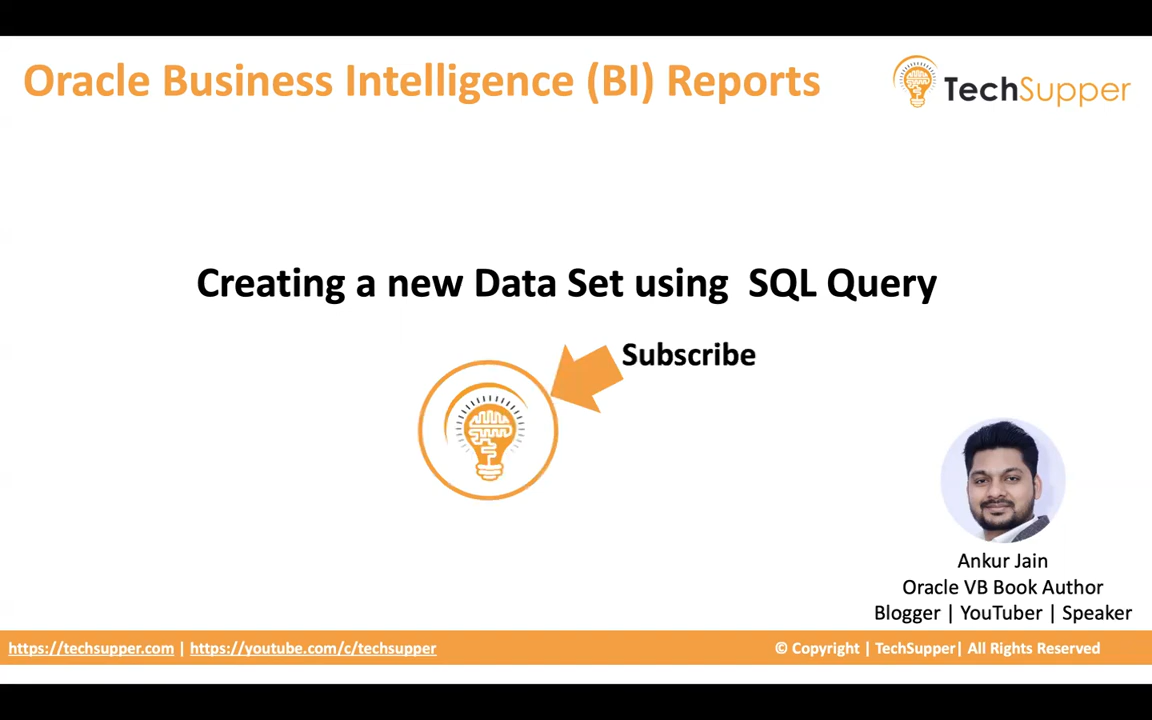 Oracle Business Intelligence (BI) Reports
TechSupper
Creating a new Data Set using  SQL Query
Subscribe
Ankur Jain
Oracle VB Book Author
Blogger | YouTuber | Speaker
https://techsupper.com | https://youtube.com/c/techsupper
© Copyright | TechSupper| All Rights Reserved